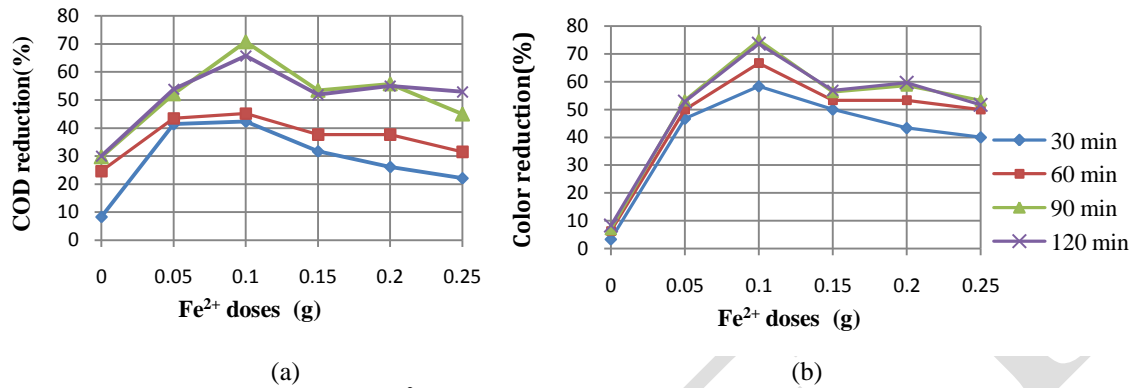 COD reduction(%)
80
70
60
50
40
30
20
10
0
0 0.05 0.1 0.15 0.2 0.25
Fe²⁺ doses (g)
(a)
Color reduction(%)
80
70
60
50
40
30
20
10
0
0 0.05 0.1 0.15 0.2 0.25
Fe²⁺ doses (g)
(b)
30 min
60 min
90 min
120 min